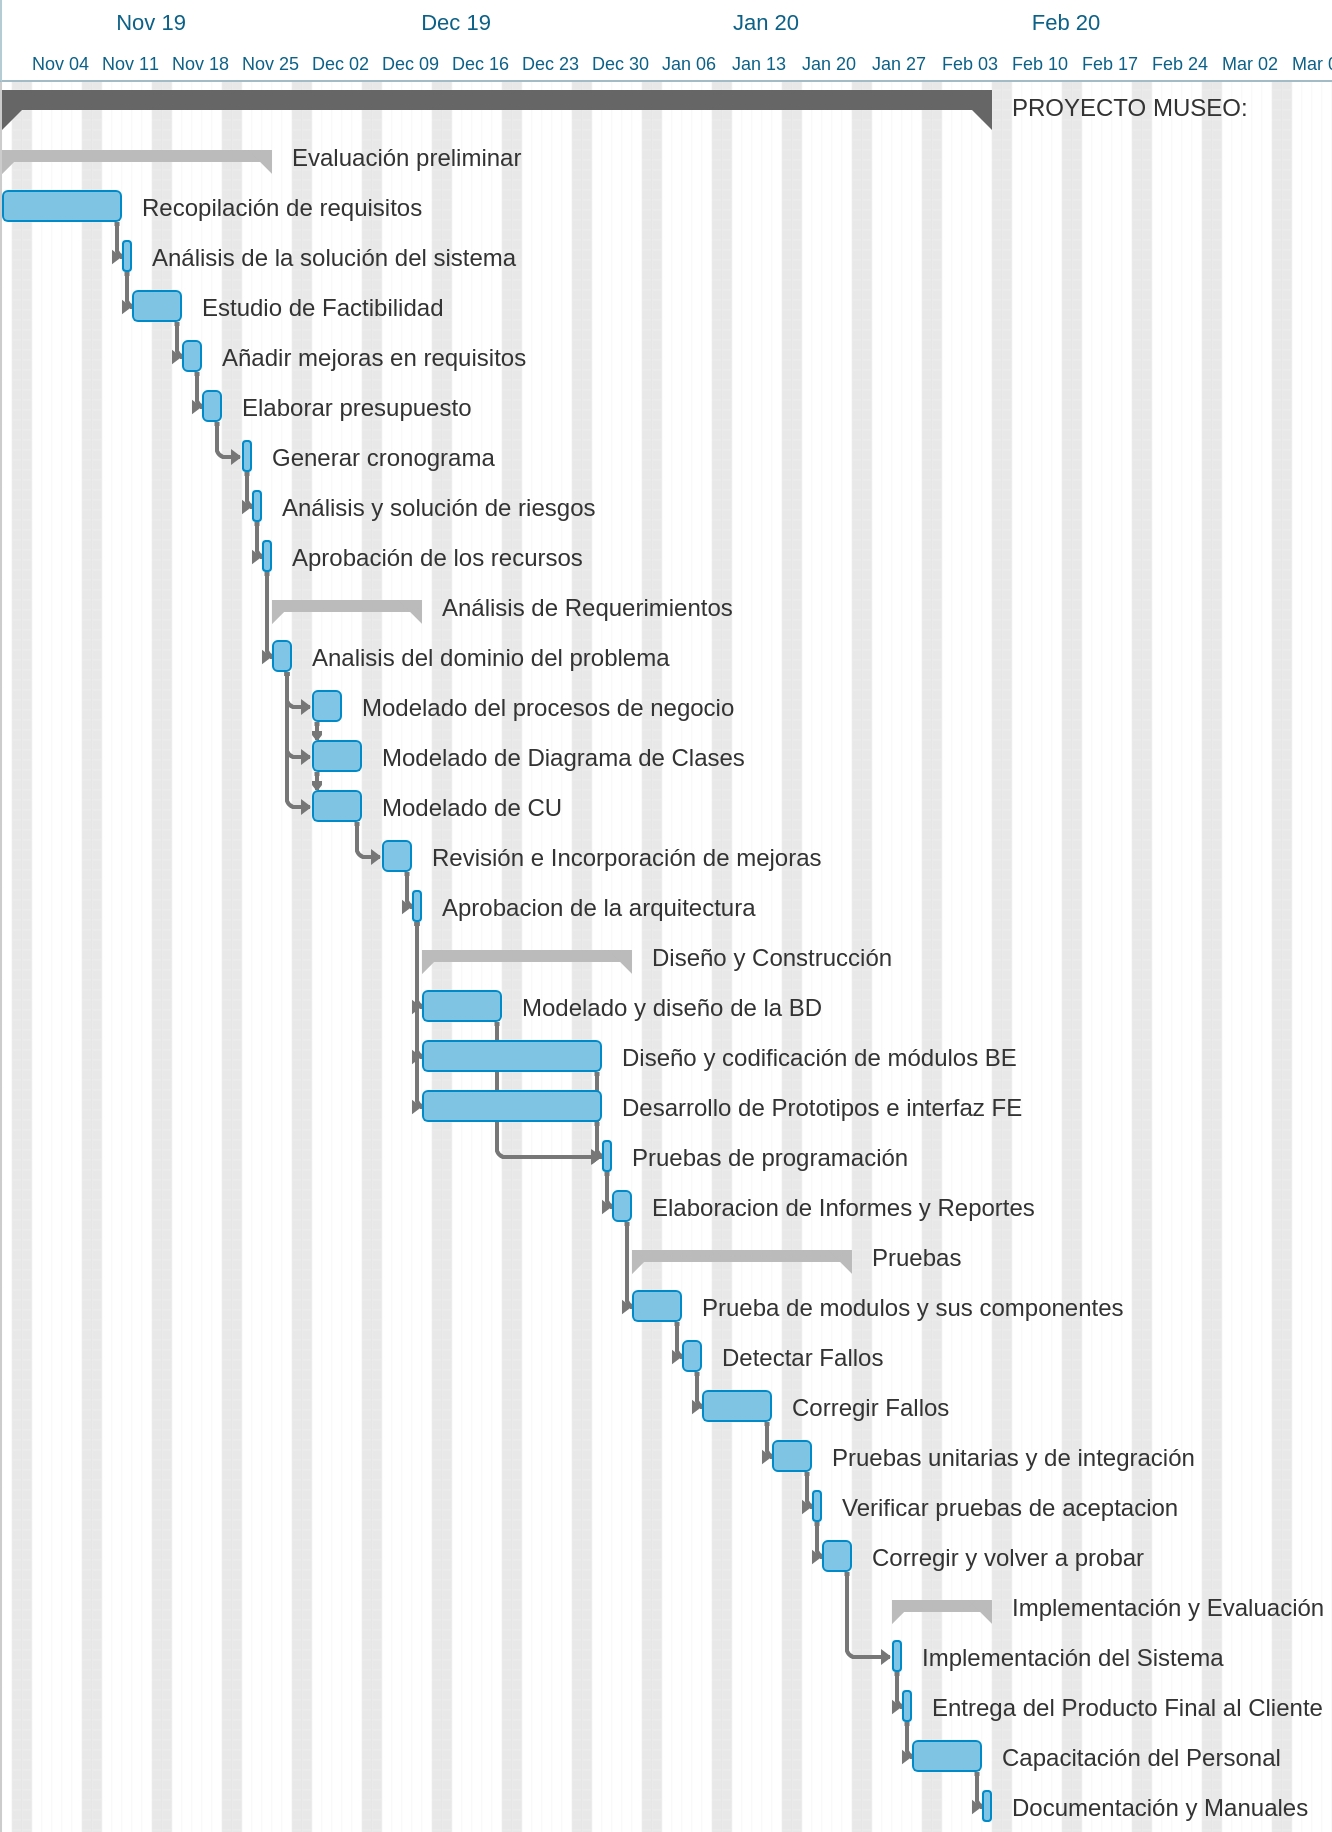 Nov 19 Dec 19 Jan 20 Feb 20
Nov 04 Nov 11 Nov 18 Nov 25 Dec 02 Dec 09 Dec 16 Dec 23 Dec 30 Jan 06 Jan 13 Jan 20 Jan 27 Feb 03 Feb 10 Feb 17 Feb 24 Mar 02 Mar
PROYECTO MUSEO:
Evaluación preliminar
Recopilación de requisitos
Análisis de la solución del sistema
Estudio de Factibilidad
Añadir mejoras en requisitos
Elaborar presupuesto
Generar cronograma
Análisis y solución de riesgos
Aprobación de los recursos
Análisis de Requerimientos
Analisis del dominio del problema
Modelado del procesos de negocio
Modelado de Diagrama de Clases
Modelado de CU
Revisión e Incorporación de mejoras
Aprobacion de la arquitectura
Diseño y Construcción
Modelado y diseño de la BD
Diseño y codificación de módulos BE
Desarrollo de Prototipos e interfaz FE
Pruebas de programación
Elaboracion de Informes y Reportes
Pruebas
Prueba de modulos y sus componentes
Detectar Fallos
Corregir Fallos
Pruebas unitarias y de integración
Verificar pruebas de aceptacion
Corregir y volver a probar
Implementación y Evaluación
Implementación del Sistema
Entrega del Producto Final al Cliente
Capacitación del Personal
Documentación y Manuales